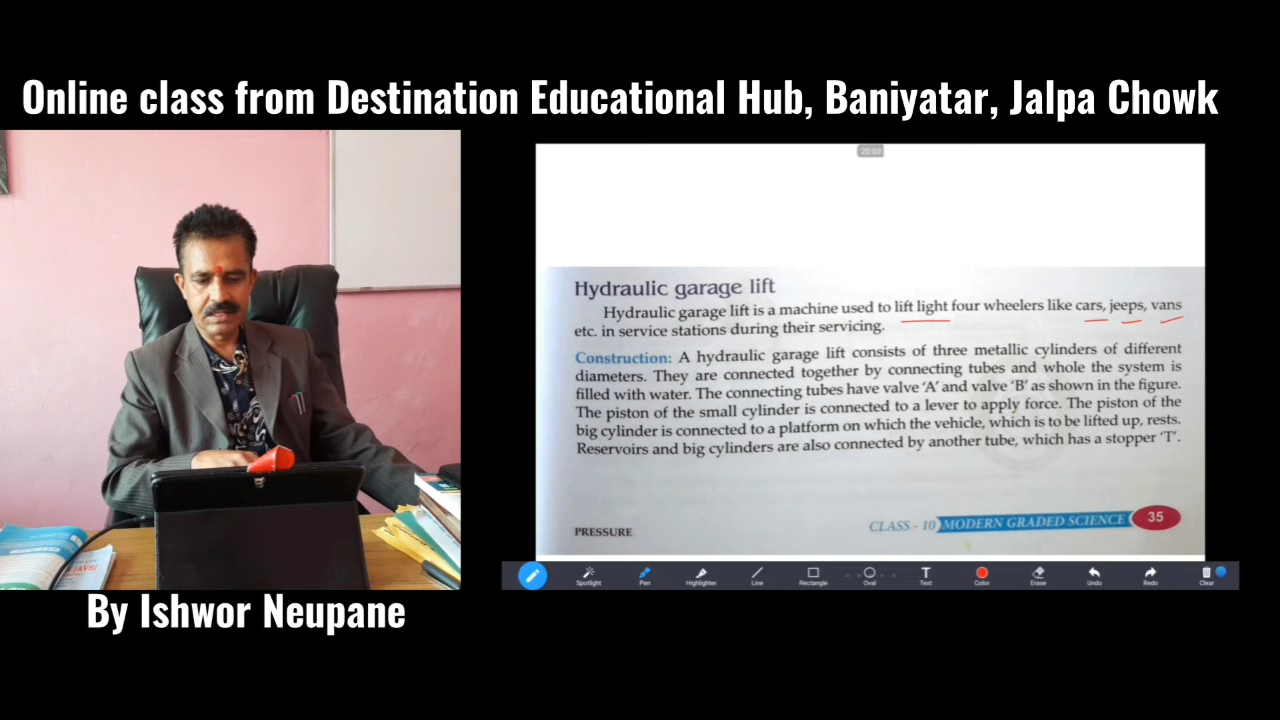 Online class from Destination Educational Hub, Baniyatar, Jalpa Chowk
20:03
Hydraulic garage lift
Hydraulic garage lift is a machine used to lift light four wheelers like cars, jeeps, vans
etc. in service stations during their servicing.
Construction: A hydraulic garage lift consists of three metallic cylinders of different
diameters. They are connected together by connecting tubes and whole the system is
filled with water. The connecting tubes have valve ‘A’ and valve ‘B’ as shown in the figure.
The piston of the small cylinder is connected to a lever to apply force. The piston of the
big cylinder is connected to a platform on which the vehicle, which is to be lifted up, rests.
Reservoirs and big cylinders are also connected by another tube, which has a stopper ‘T’.
PRESSURE
CLASS - 10 MODERN GRADED SCIENCE 35
Spotlight Pen Highlighter Line Rectangle Oval Text Color Erase Undo Redo Clear
By Ishwor Neupane